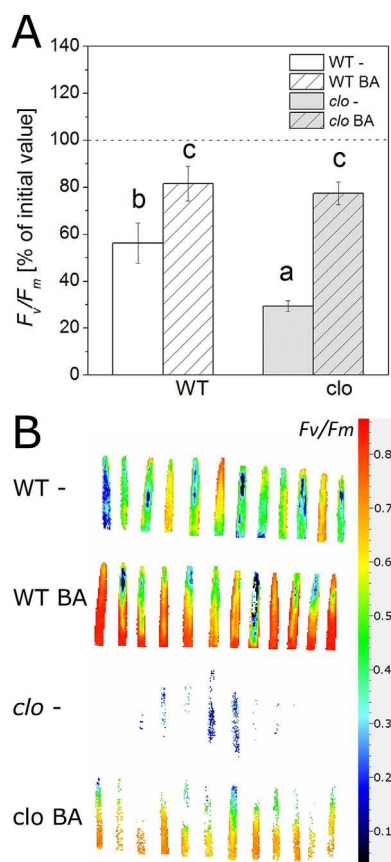 A
140
120
100
80
60
40
20
0
Fv/Fm [% of initial value]
WT -
WT BA
clo -
clo BA
b
c
a
c
WT
clo
B
Fv/Fm
WT -
WT BA
clo -
clo BA
0.8
0.7
0.6
0.5
0.4
0.3
0.2
0.1